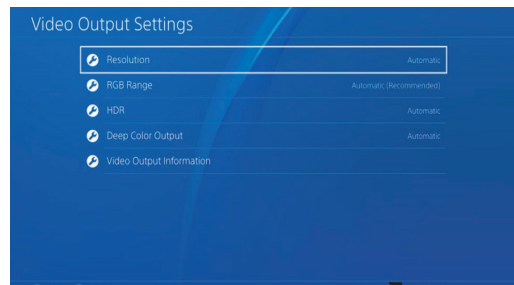 Video Output Settings
Resolution Automatic
RGB Range Automatic (Recommended)
HDR Automatic
Deep Color Output Automatic
Video Output Information